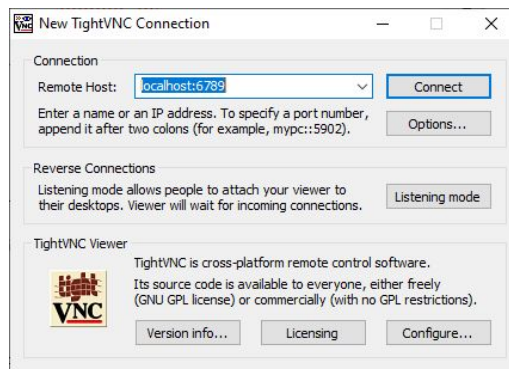 New TightVNC Connection
Connection
Remote Host:
localhost:6789
Connect
Enter a name or an IP address. To specify a port number,
append it after two colons (for example, mypc::5902).
Options...
Reverse Connections
Listening mode allows people to attach your viewer to
their desktops. Viewer will wait for incoming connections.
Listening mode
TightVNC Viewer
TightVNC is cross-platform remote control software.
Its source code is available to everyone, either freely
(GNU GPL license) or commercially (with no GPL restrictions).
tight
VNC
Version info...
Licensing
Configure...